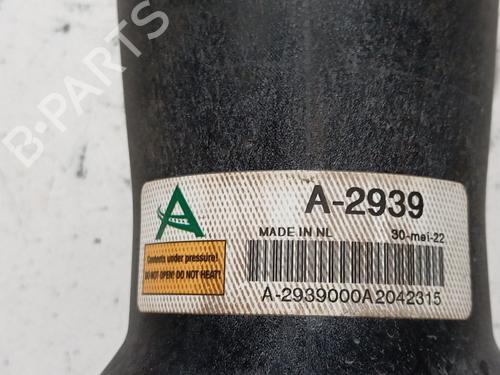 B-PARTS
A-2939
MADE IN NL
30-mei-22
Contents under pressure!
DO NOT OPEN! DO NOT HEAT!
A-2939000A2042315